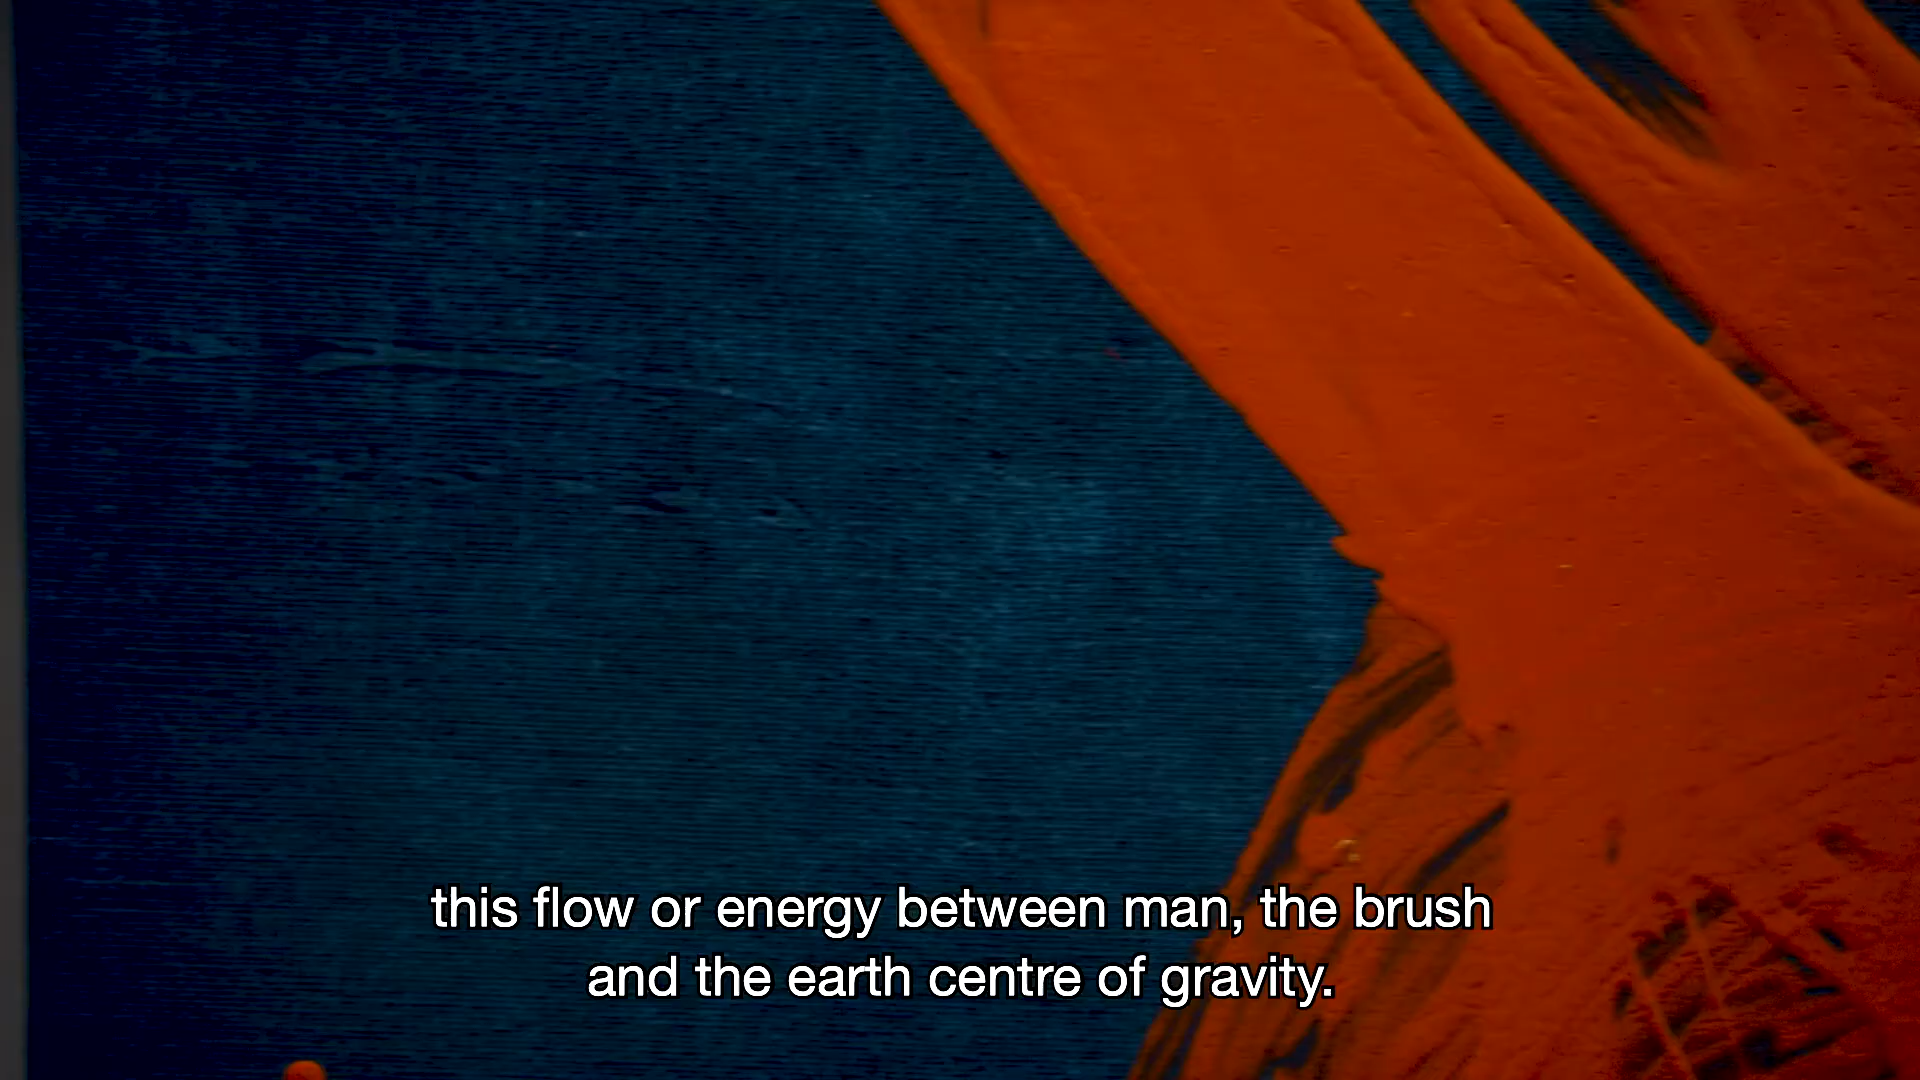 this flow or energy between man, the brush
and the earth centre of gravity.